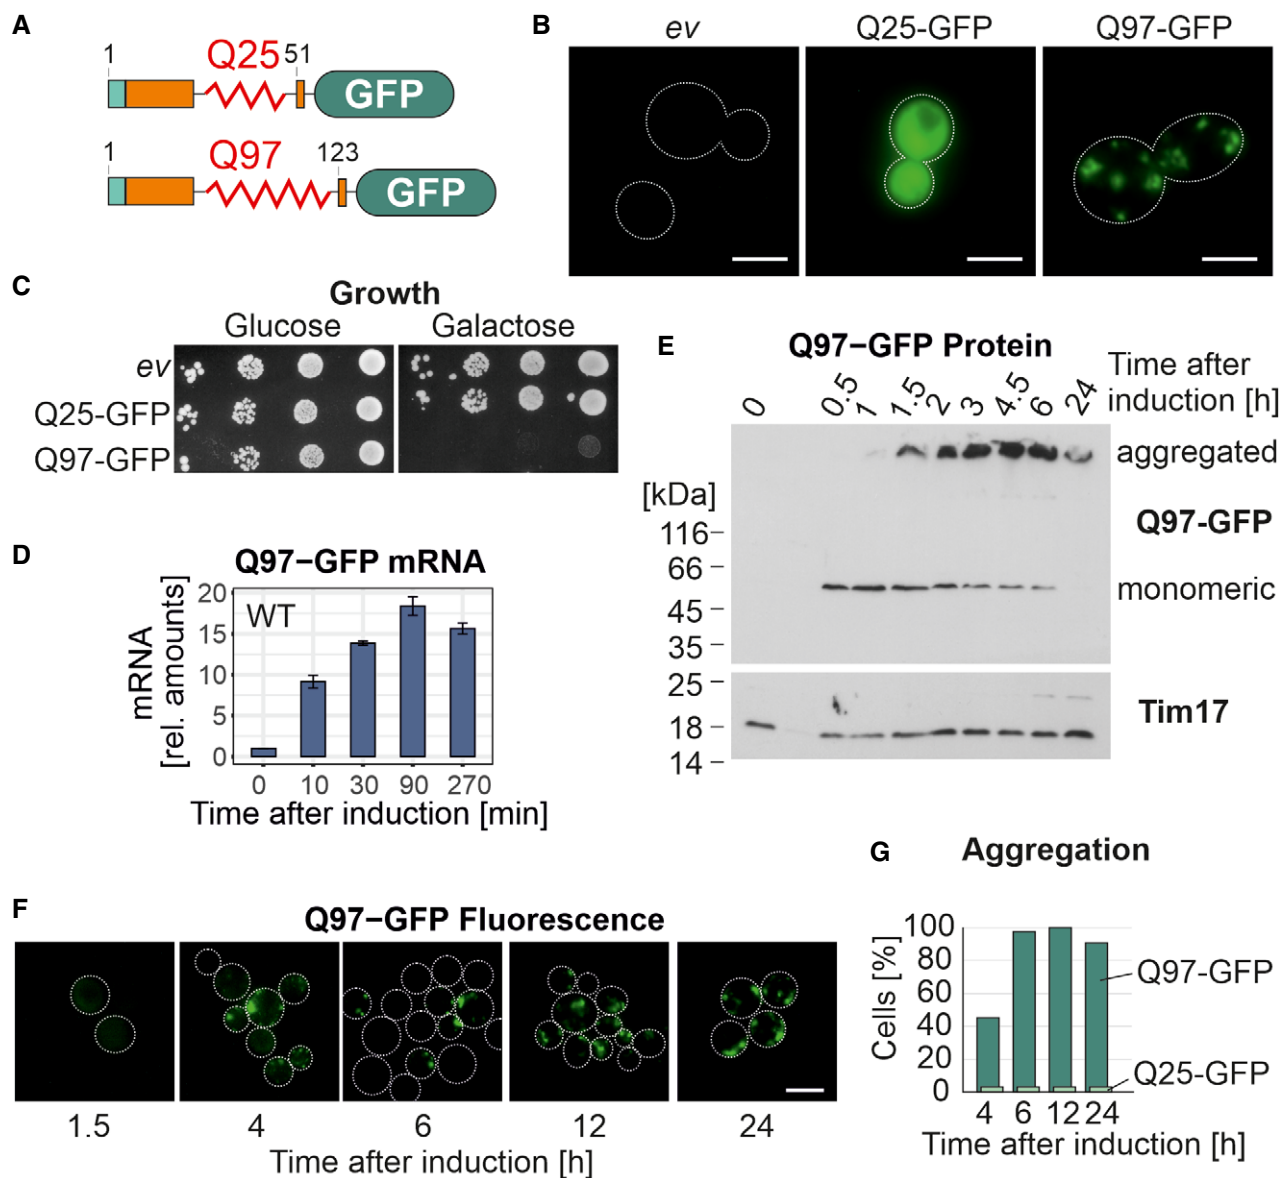 A
1
Q25
51
GFP
1
Q97
123
GFP
B
ev
Q25-GFP
Q97-GFP
C
Growth
Glucose
Galactose
ev
Q25-GFP
Q97-GFP
D
Q97−GFP mRNA
mRNA
[rel. amounts]
20
15
10
5
0
WT
0 10 30 90 270
Time after induction [min]
E
Q97−GFP Protein
0 0.5 1 1.5 2 3 4.5 6 24
Time after
induction [h]
[kDa]
116
66
45
35
25
18
14
aggregated
Q97-GFP
monomeric
Tim17
F
Q97−GFP Fluorescence
1.5 4 6 12 24
Time after induction [h]
G
Aggregation
Cells [%]
100
80
60
40
20
0
Q97-GFP
Q25-GFP
4 6 12 24
Time after induction [h]